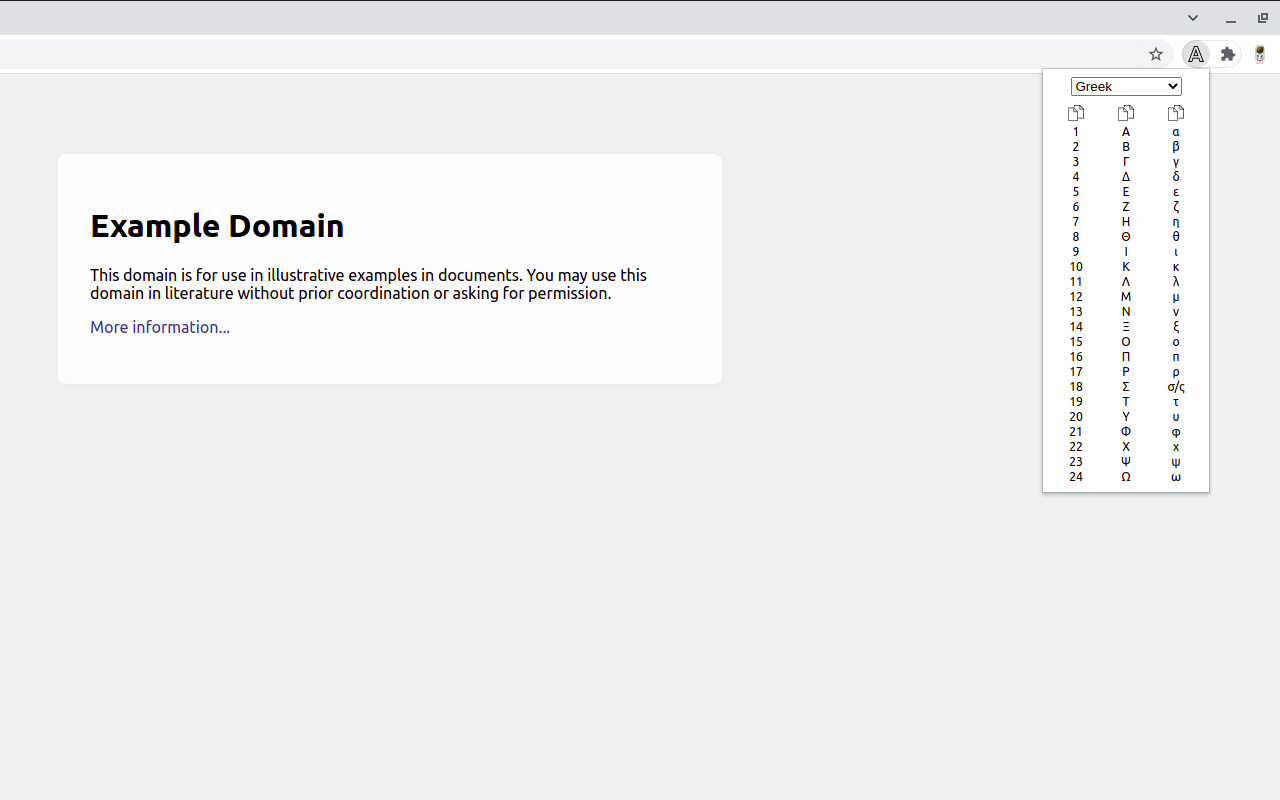 Greek
1 Α α
2 Β β
3 Γ γ
4 Δ δ
5 Ε ε
6 Ζ ζ
7 Η η
8 Θ θ
9 Ι ι
10 Κ κ
11 Λ λ
12 Μ μ
13 Ν ν
14 Ξ ξ
15 Ο ο
16 Π π
17 Ρ ρ
18 Σ σ/ς
19 Τ τ
20 Υ υ
21 Φ φ
22 Χ χ
23 Ψ ψ
24 Ω ω
Example Domain
This domain is for use in illustrative examples in documents. You may use this
domain in literature without prior coordination or asking for permission.
More information...